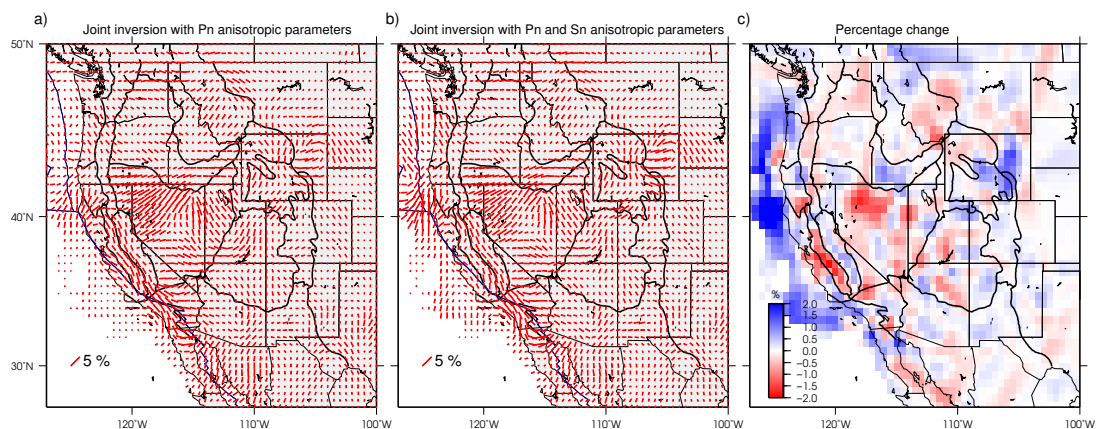 a) b) c)
Joint inversion with Pn anisotropic parameters
Joint inversion with Pn and Sn anisotropic parameters
Percentage change
50˚N
40˚N
30˚N
5 %
5 %
%
2.0
1.5
1.0
0.5
0.0
−0.5
−1.0
−1.5
−2.0
120˚W 110˚W 100˚W
120˚W 110˚W 100˚W
120˚W 110˚W 100˚W